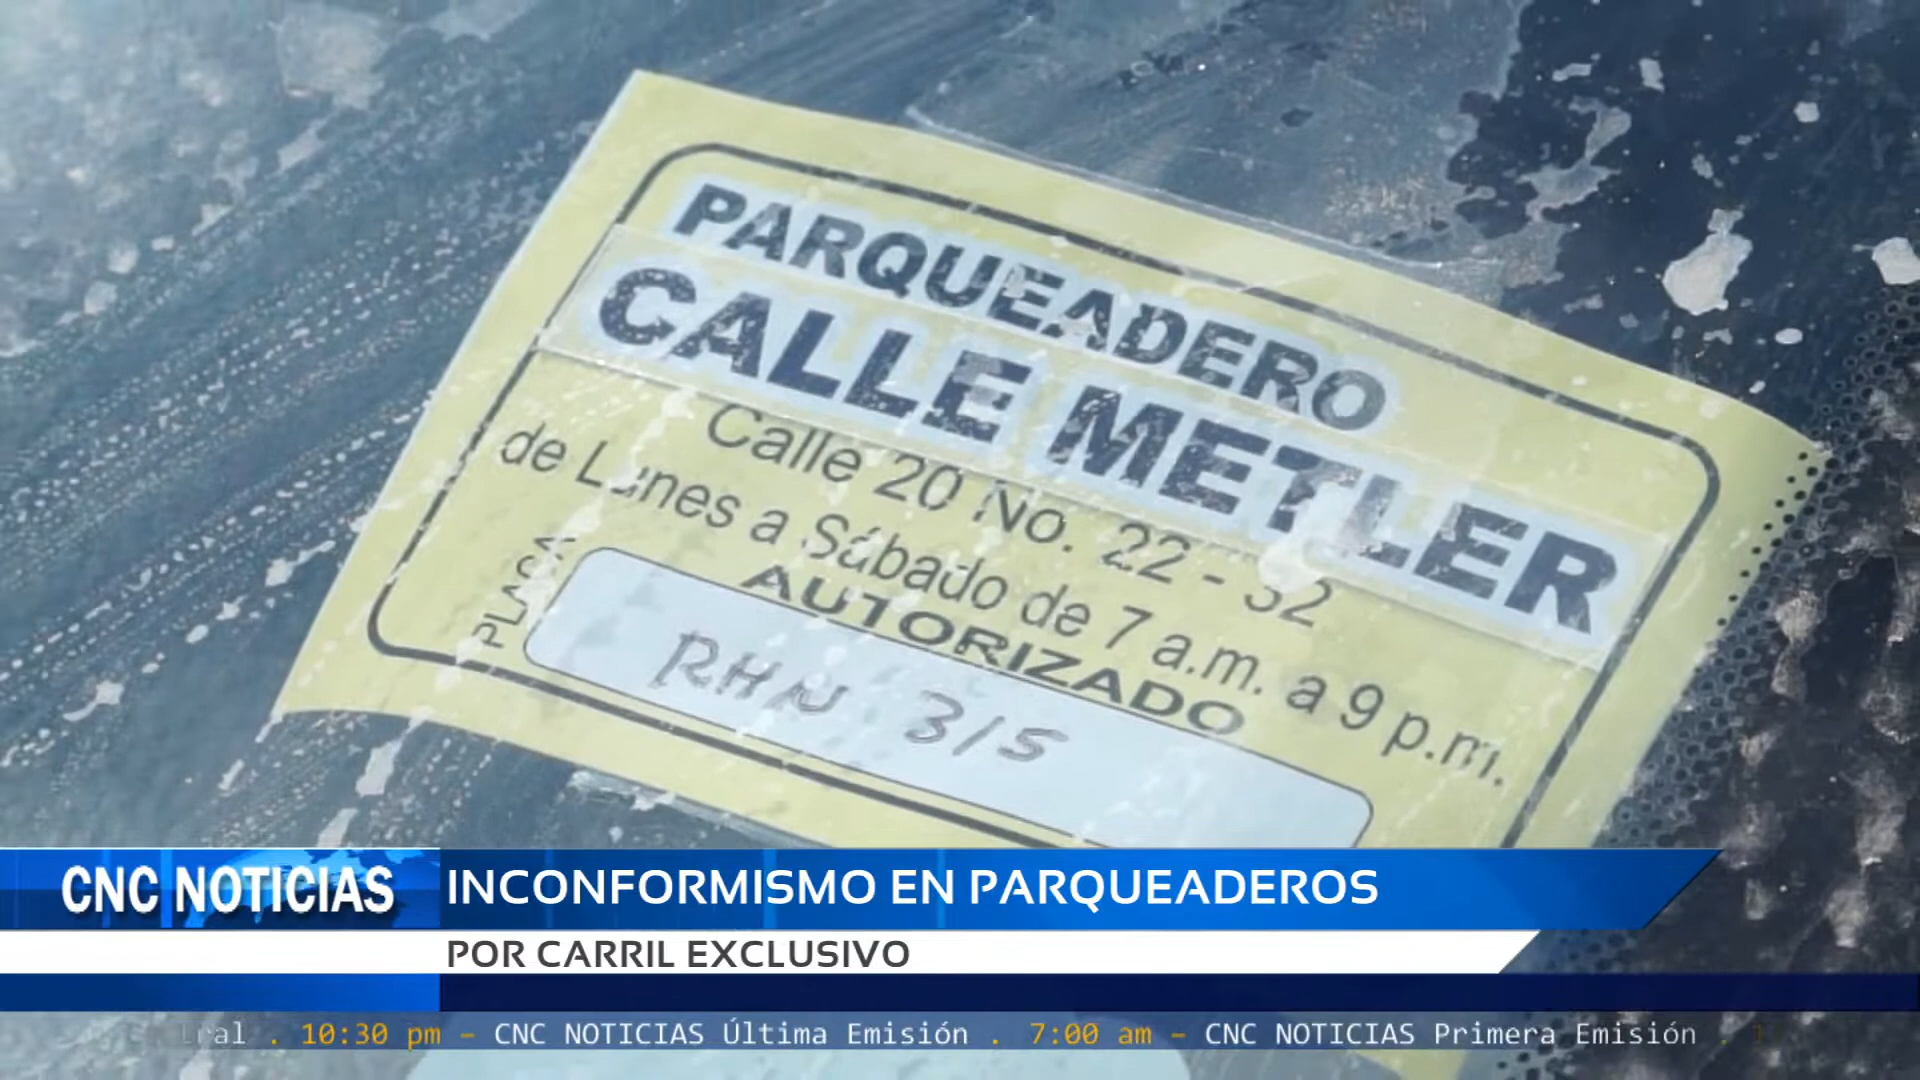 PARQUEADERO
CALLE METLER
Calle 20 No. 22 - 32
de Lunes a Sábado de 7 a.m. a 9 p.m.
AUTORIZADO
PLACA
RHN 315
CNC NOTICIAS
INCONFORMISMO EN PARQUEADEROS
POR CARRIL EXCLUSIVO
. 10:30 pm – CNC NOTICIAS Última Emisión . 7:00 am – CNC NOTICIAS Primera Emisión .